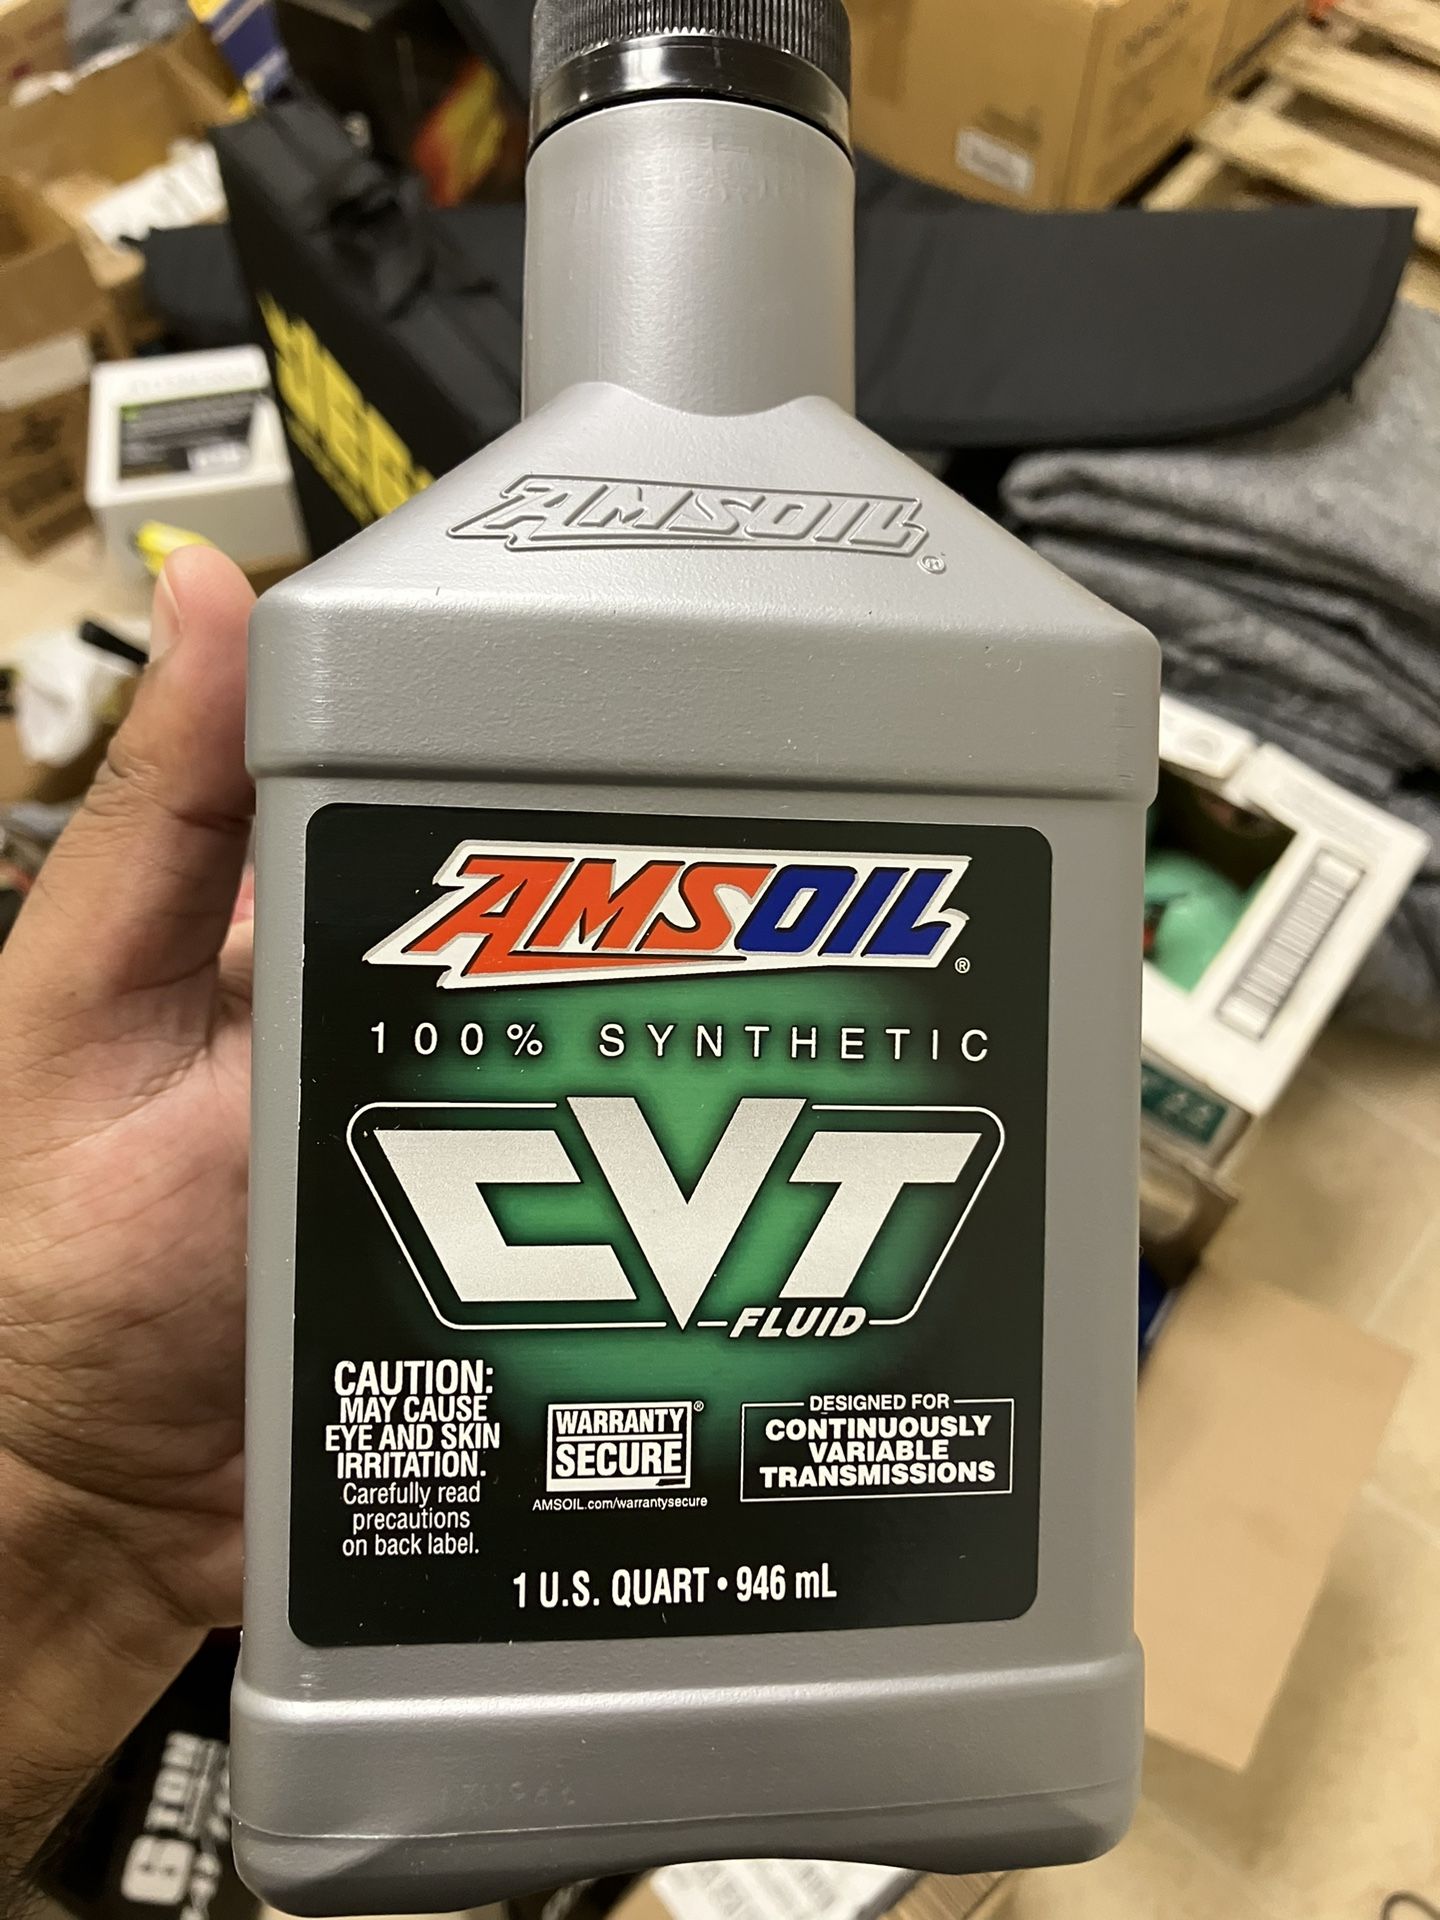 AMSOIL®
AMSOIL®
100% SYNTHETIC
CVT
FLUID
CAUTION:
MAY CAUSE
EYE AND SKIN
IRRITATION.
Carefully read
precautions
on back label.
WARRANTY®
SECURE
AMSOIL.com/warrantysecure
DESIGNED FOR
CONTINUOUSLY
VARIABLE
TRANSMISSIONS
1 U.S. QUART • 946 mL